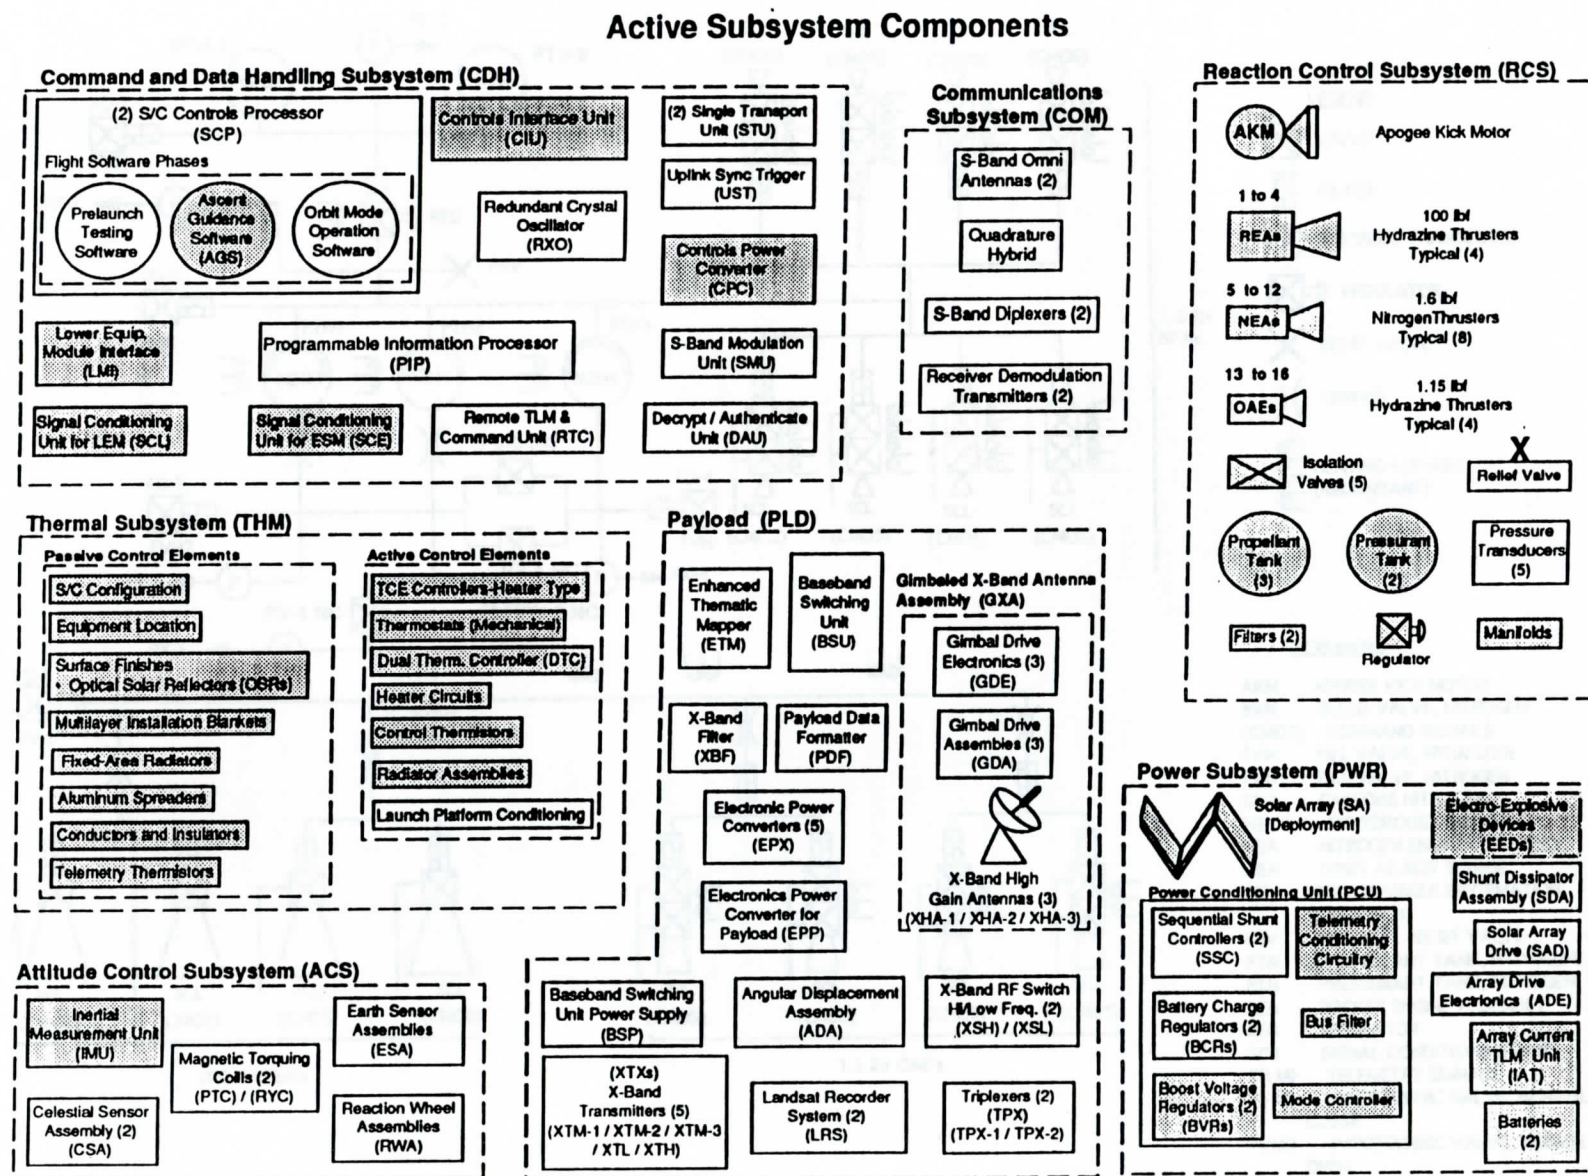 Active Subsystem Components
Command and Data Handling Subsystem (CDH)
(2) S/C Controls Processor
(SCP)
Flight Software Phases
Prelaunch
Testing
Software
Ascent
Guidance
Software
(AGS)
Orbit Mode
Operation
Software
Controls Interface Unit
(CIU)
(2) Single Transport
Unit (STU)
Uplink Sync Trigger
(UST)
Redundant Crystal
Oscillator
(RXO)
Controls Power
Converter
(CPC)
Lower Equip.
Module Interface
(LMI)
Programmable Information Processor
(PIP)
S-Band Modulation
Unit (SMU)
Signal Conditioning
Unit for LEM (SCL)
Signal Conditioning
Unit for ESM (SCE)
Remote TLM &
Command Unit (RTC)
Decrypt / Authenticate
Unit (DAU)
Communications
Subsystem (COM)
S-Band Omni
Antennas (2)
Quadrature
Hybrid
S-Band Diplexers (2)
Receiver Demodulation
Transmitters (2)
Reaction Control Subsystem (RCS)
AKM
Apogee Kick Motor
1 to 4
REAs
100 lbf
Hydrazine Thrusters
Typical (4)
5 to 12
NEAs
1.6 lbf
NitrogenThrusters
Typical (8)
13 to 16
OAEs
1.15 lbf
Hydrazine Thrusters
Typical (4)
Isolation
Valves (5)
X
Relief Valve
Propellant
Tank
(3)
Pressurant
Tank
(2)
Pressure
Transducers
(5)
Filters (2)
Regulator
Manifolds
Thermal Subsystem (THM)
Passive Control Elements
S/C Configuration
Equipment Location
Surface Finishes
• Optical Solar Reflectors (OSRs)
Multilayer Installation Blankets
Fixed-Area Radiators
Aluminum Spreaders
Conductors and Insulators
Telemetry Thermistors
Active Control Elements
TCE Controllers-Heater Type
Thermostats (Mechanical)
Dual Therm. Controller (DTC)
Heater Circuits
Control Thermistors
Radiator Assemblies
Launch Platform Conditioning
Payload (PLD)
Enhanced
Thematic
Mapper
(ETM)
Baseband
Switching
Unit
(BSU)
Gimbaled X-Band Antenna
Assembly (GXA)
Gimbal Drive
Electronics (3)
(GDE)
X-Band
Filter
(XBF)
Payload Data
Formatter
(PDF)
Gimbal Drive
Assembles (3)
(GDA)
Electronic Power
Converters (5)
(EPX)
X-Band High
Gain Antennas (3)
(XHA-1 / XHA-2 / XHA-3)
Electronics Power
Converter for
Payload (EPP)
Baseband Switching
Unit Power Supply
(BSP)
Angular Displacement
Assembly
(ADA)
X-Band RF Switch
Hi/Low Freq. (2)
(XSH) / (XSL)
(XTXs)
X-Band
Transmitters (5)
(XTM-1 / XTM-2 / XTM-3
/ XTL / XTH)
Landsat Recorder
System (2)
(LRS)
Triplexers (2)
(TPX)
(TPX-1 / TPX-2)
Attitude Control Subsystem (ACS)
Inertial
Measurement Unit
(IMU)
Earth Sensor
Assemblies
(ESA)
Magnetic Torquing
Coils (2)
(PTC) / (RYC)
Celestial Sensor
Assembly (2)
(CSA)
Reaction Wheel
Assemblies
(RWA)
Power Subsystem (PWR)
Solar Array (SA)
[Deployment]
Electro-Explosive
Devices
(EEDs)
Shunt Dissipator
Assembly (SDA)
Power Conditioning Unit (PCU)
Sequential Shunt
Controllers (2)
(SSC)
Telemetry
Conditioning
Circuitry
Solar Array
Drive (SAD)
Array Drive
Electrionics (ADE)
Battery Charge
Regulators (2)
(BCRs)
Bus Filter
Array Current
TLM Unit
(IAT)
Boost Voltage
Regulators (2)
(BVRs)
Mode Controller
Batteries
(2)